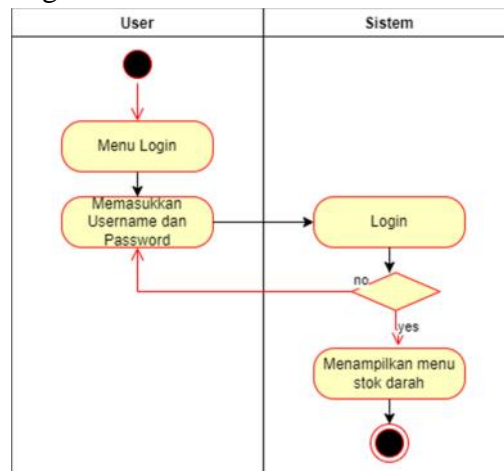 User
Sistem
Menu Login
Memasukkan
Username dan
Password
Login
no
yes
Menampilkan menu
stok darah